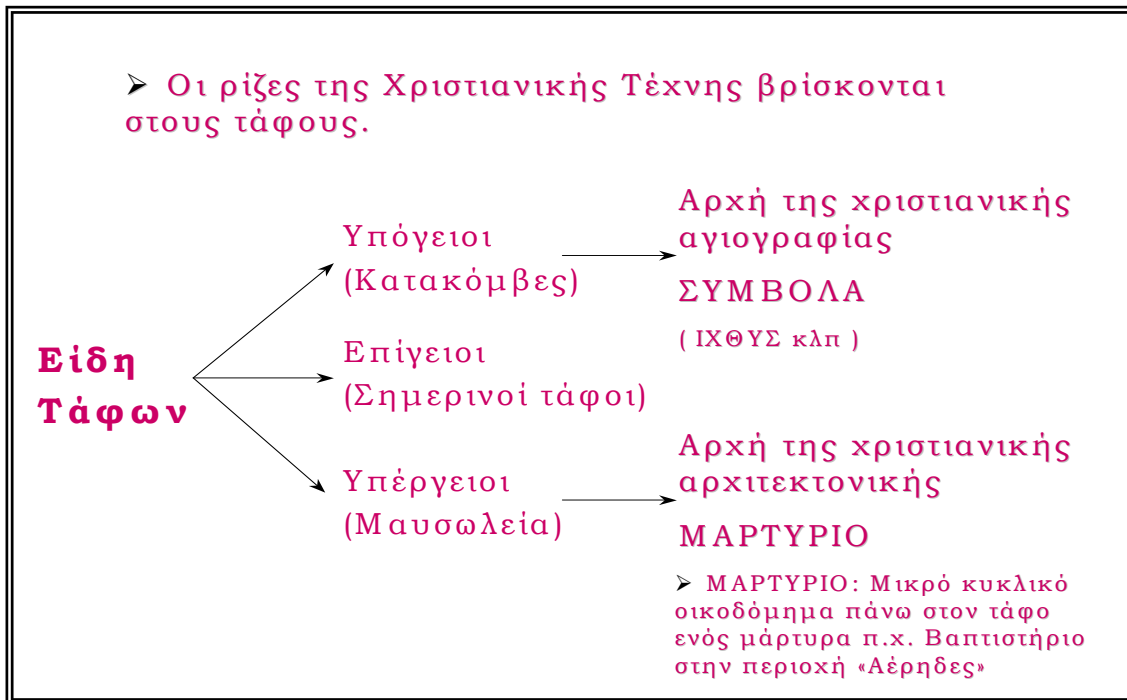 ➢ Οι ρίζες της Χριστιανικής Τέχνης βρίσκονται
στους τάφους.
Είδη
Τάφων
Υπόγειοι
(Κατακόμβες)
Αρχή της χριστιανικής
αγιογραφίας
ΣΥΜΒΟΛΑ
( ΙΧΘΥΣ κλπ )
Επίγειοι
(Σημερινοί τάφοι)
Υπέργειοι
(Μαυσωλεία)
Αρχή της χριστιανικής
αρχιτεκτονικής
ΜΑΡΤΥΡΙΟ
➢ ΜΑΡΤΥΡΙΟ: Μικρό κυκλικό
οικοδόμημα πάνω στον τάφο
ενός μάρτυρα π.χ. Βαπτιστήριο
στην περιοχή «Αέρηδες»